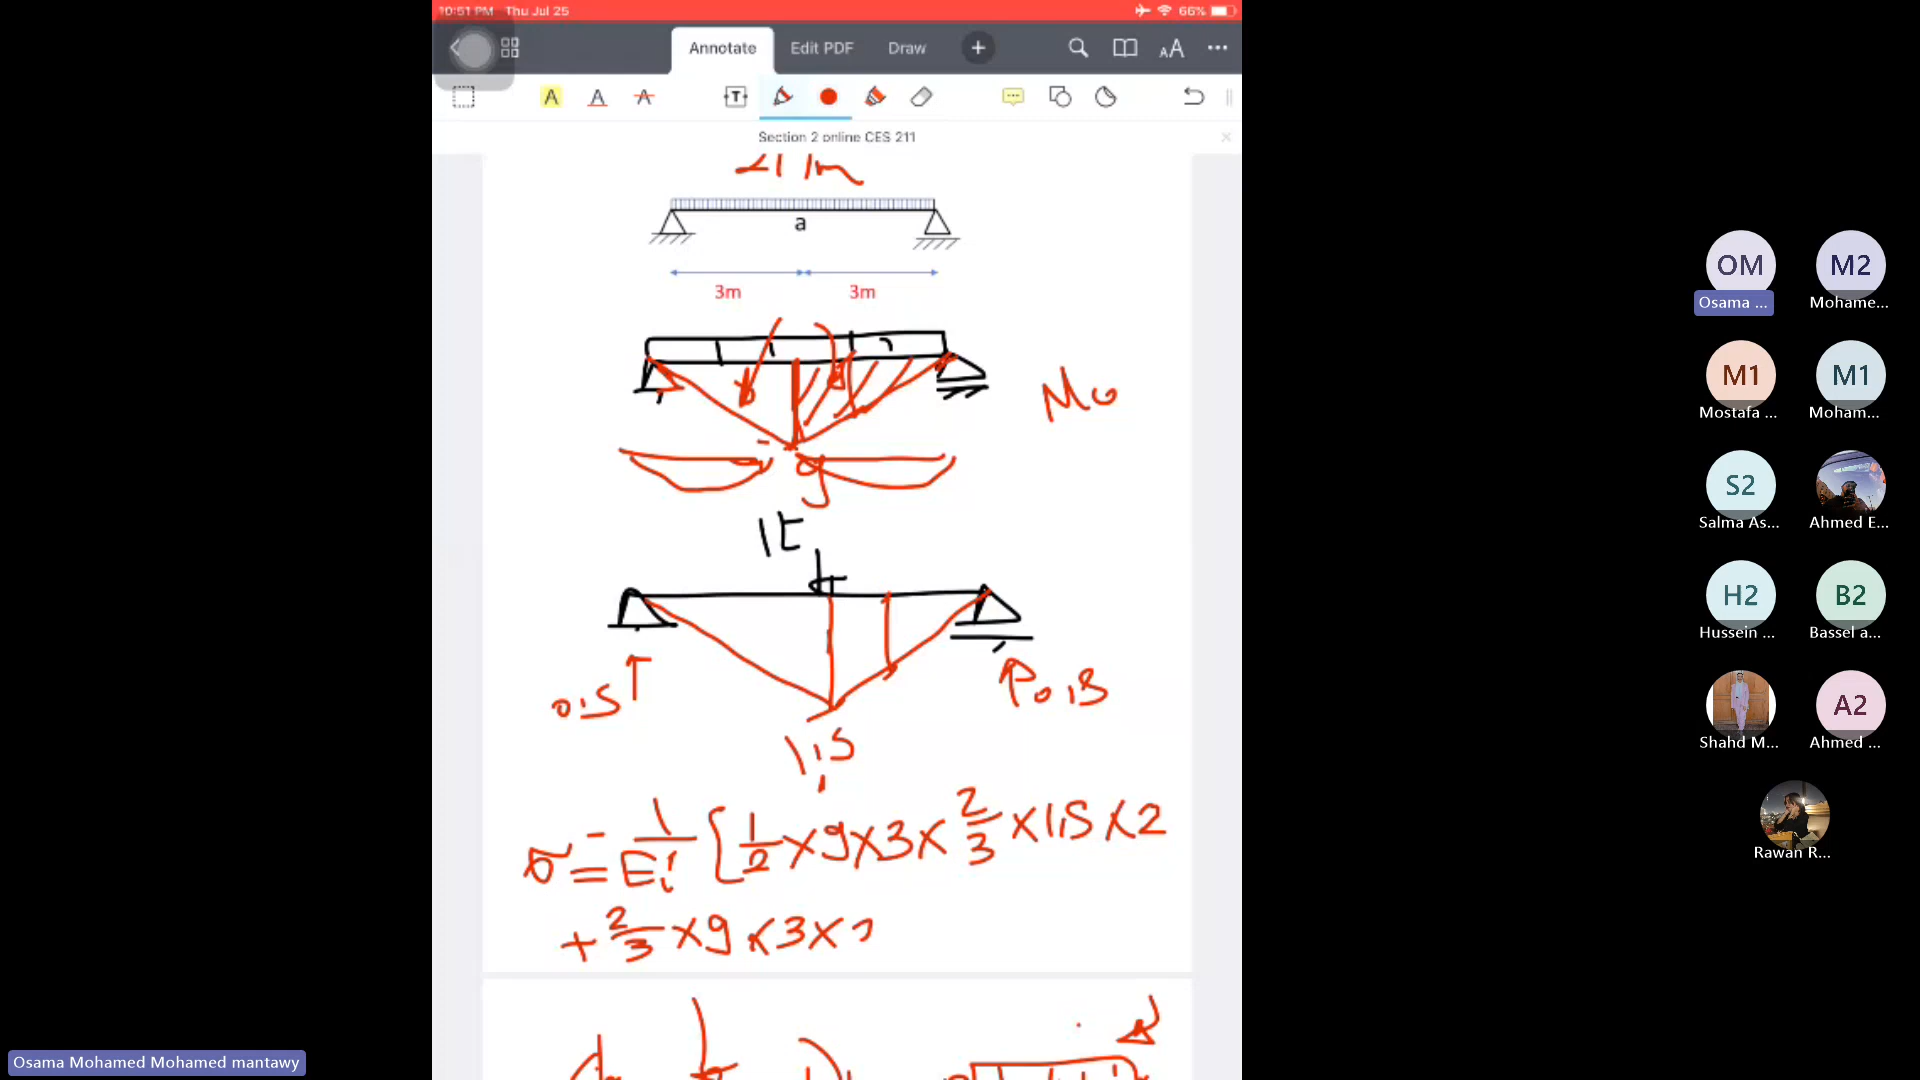 10:51 PM Thu Jul 25
66%
Annotate
Edit PDF
Draw
Section 2 online CES 211
a
3m
3m
Mo
9
1t
0.5
0.5
1.5
1/EI [1/2 × 9 × 3 × 2/3 × 1.5 × 2
+ 2/3 × 9 × 3 ×
OM
Osama ...
M2
Mohame...
M1
Mostafa ...
M1
Moham...
S2
Salma As...
Ahmed E...
H2
Hussein ...
B2
Bassel a...
Shahd M...
A2
Ahmed ...
Rawan R...
Osama Mohamed Mohamed mantawy